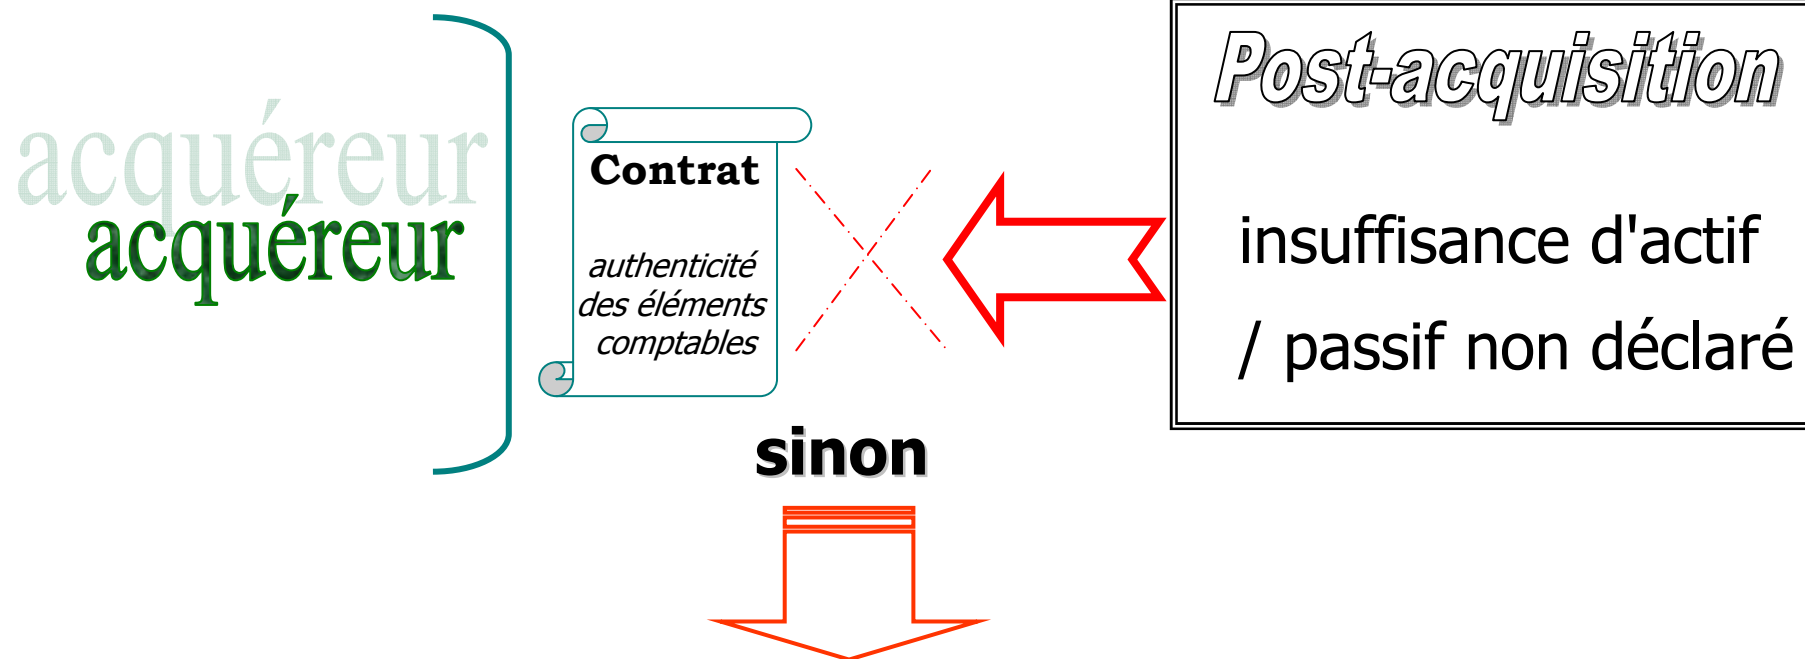 Post-acquisition
acquéreur
acquéreur
Contrat
authenticité
des éléments
comptables
insuffisance d'actif
/ passif non déclaré
sinon